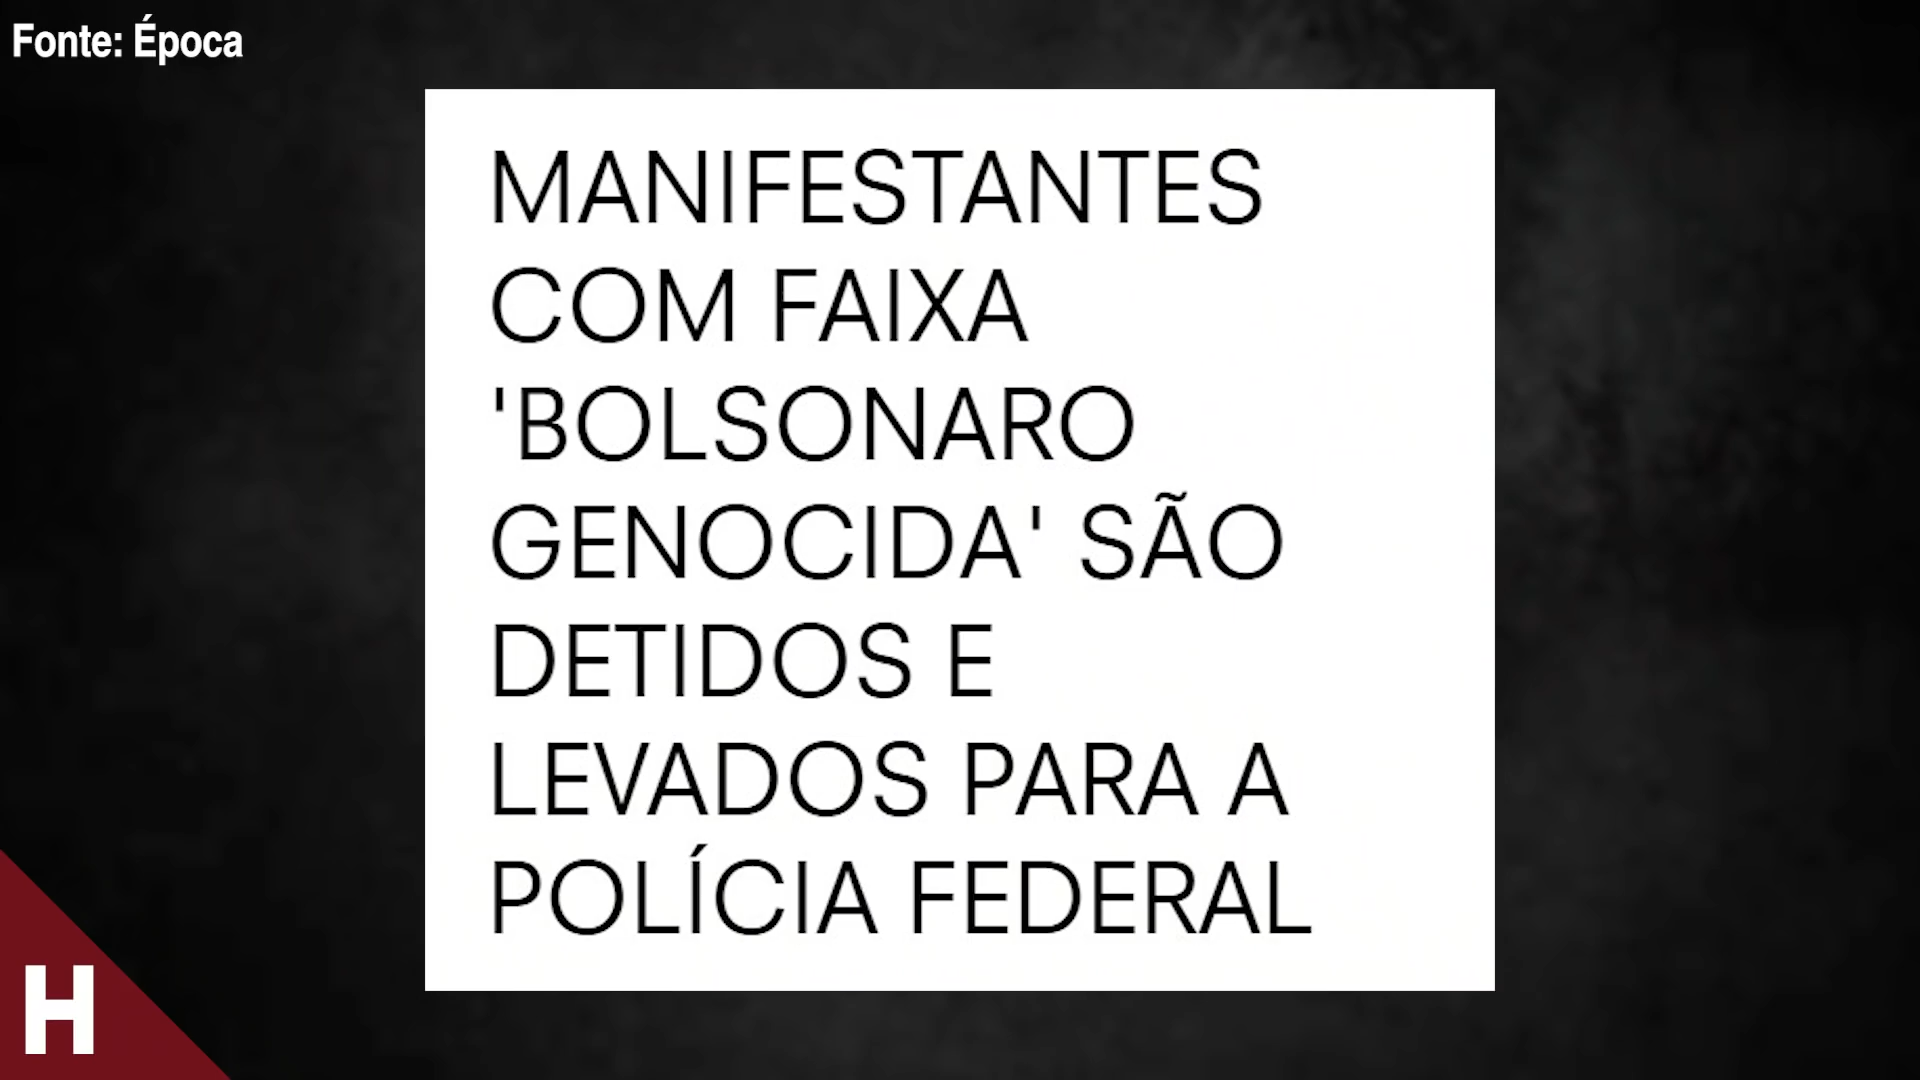 Fonte: Época
MANIFESTANTES
COM FAIXA
'BOLSONARO
GENOCIDA' SÃO
DETIDOS E
LEVADOS PARA A
POLÍCIA FEDERAL
H